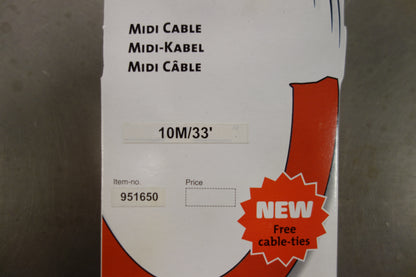 MIDI CABLE
MIDI-KABEL
MIDI CÂBLE
10M/33'
Item-no. Price
951650
NEW
Free
cable-ties